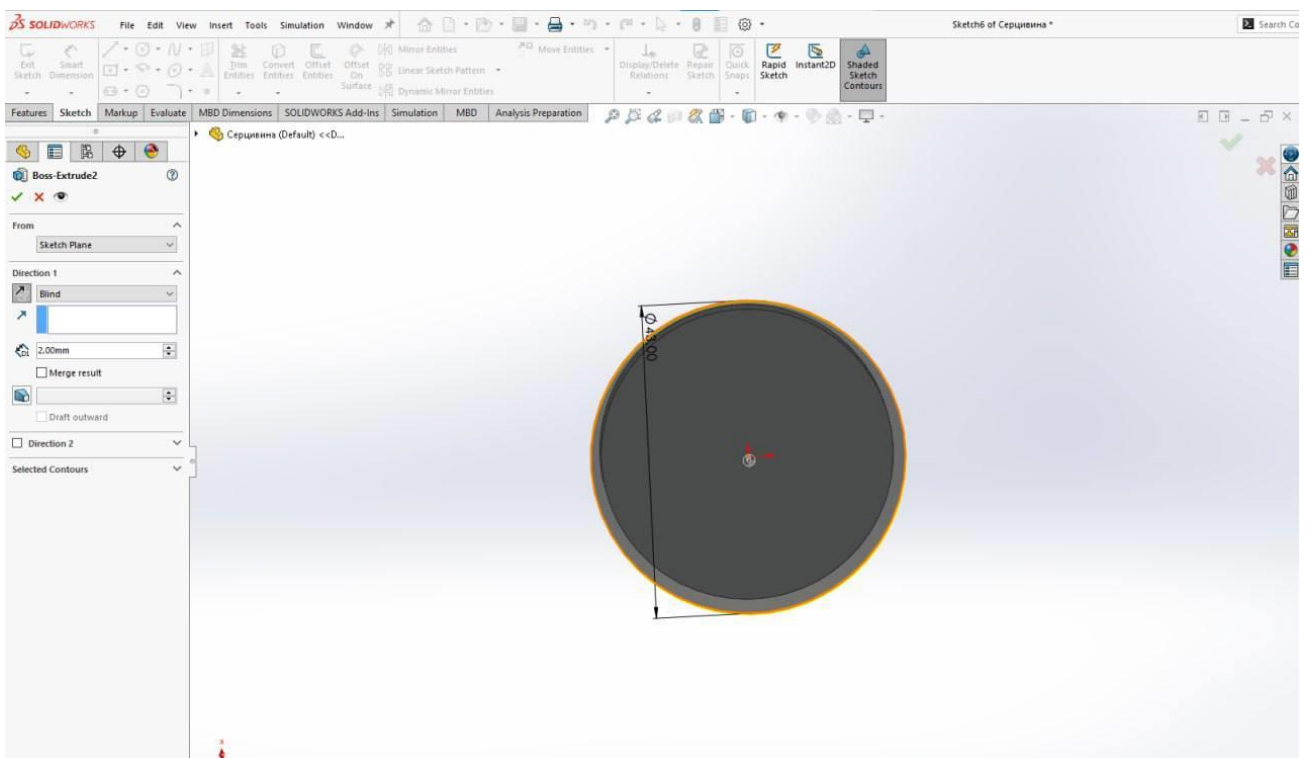 SOLIDWORKS File Edit View Insert Tools Simulation Window
Sketch6 of Серцивина *
Search Co
Exit Sketch
Smart Dimension
Trim Entities
Convert Entities
Offset Entities
Offset On Surface
Mirror Entities
Linear Sketch Pattern
Dynamic Mirror Entities
Move Entities
Display/Delete Relations
Repair Sketch
Quick Snaps
Rapid Sketch
Instant2D
Shaded Sketch Contours
Features Sketch Markup Evaluate MBD Dimensions SOLIDWORKS Add-Ins Simulation MBD Analysis Preparation
Серцивина (Default) <<D...
Boss-Extrude2
From
Sketch Plane
Direction 1
Blind
2.00mm
Merge result
Draft outward
Direction 2
Selected Contours
Ø 43.00